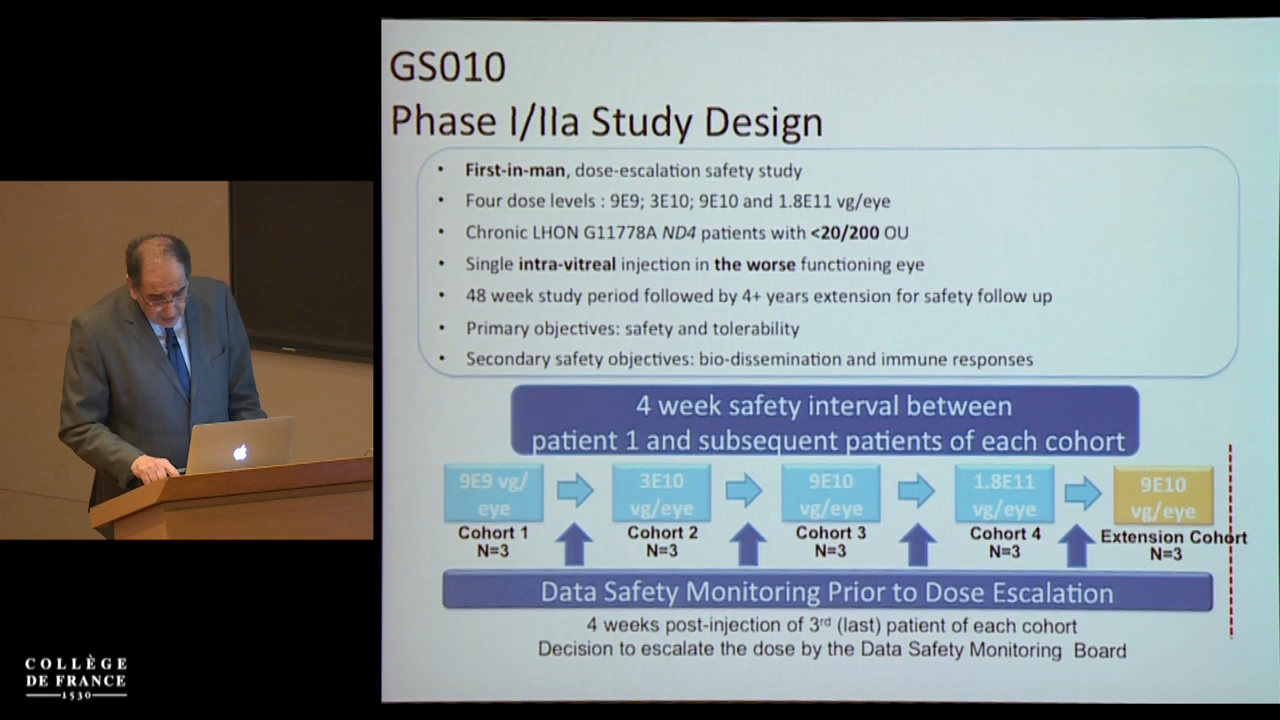 GS010
Phase I/IIa Study Design
• First-in-man, dose-escalation safety study
• Four dose levels : 9E9; 3E10; 9E10 and 1.8E11 vg/eye
• Chronic LHON G11778A ND4 patients with <20/200 OU
• Single intra-vitreal injection in the worse functioning eye
• 48 week study period followed by 4+ years extension for safety follow up
• Primary objectives: safety and tolerability
• Secondary safety objectives: bio-dissemination and immune responses
4 week safety interval between
patient 1 and subsequent patients of each cohort
9E9 vg/
eye
Cohort 1
N=3
3E10
vg/eye
Cohort 2
N=3
9E10
vg/eye
Cohort 3
N=3
1.8E11
vg/eye
Cohort 4
N=3
9E10
vg/eye
Extension Cohort
N=3
Data Safety Monitoring Prior to Dose Escalation
4 weeks post-injection of 3rd (last) patient of each cohort
Decision to escalate the dose by the Data Safety Monitoring Board
COLLÈGE
DE FRANCE
1530